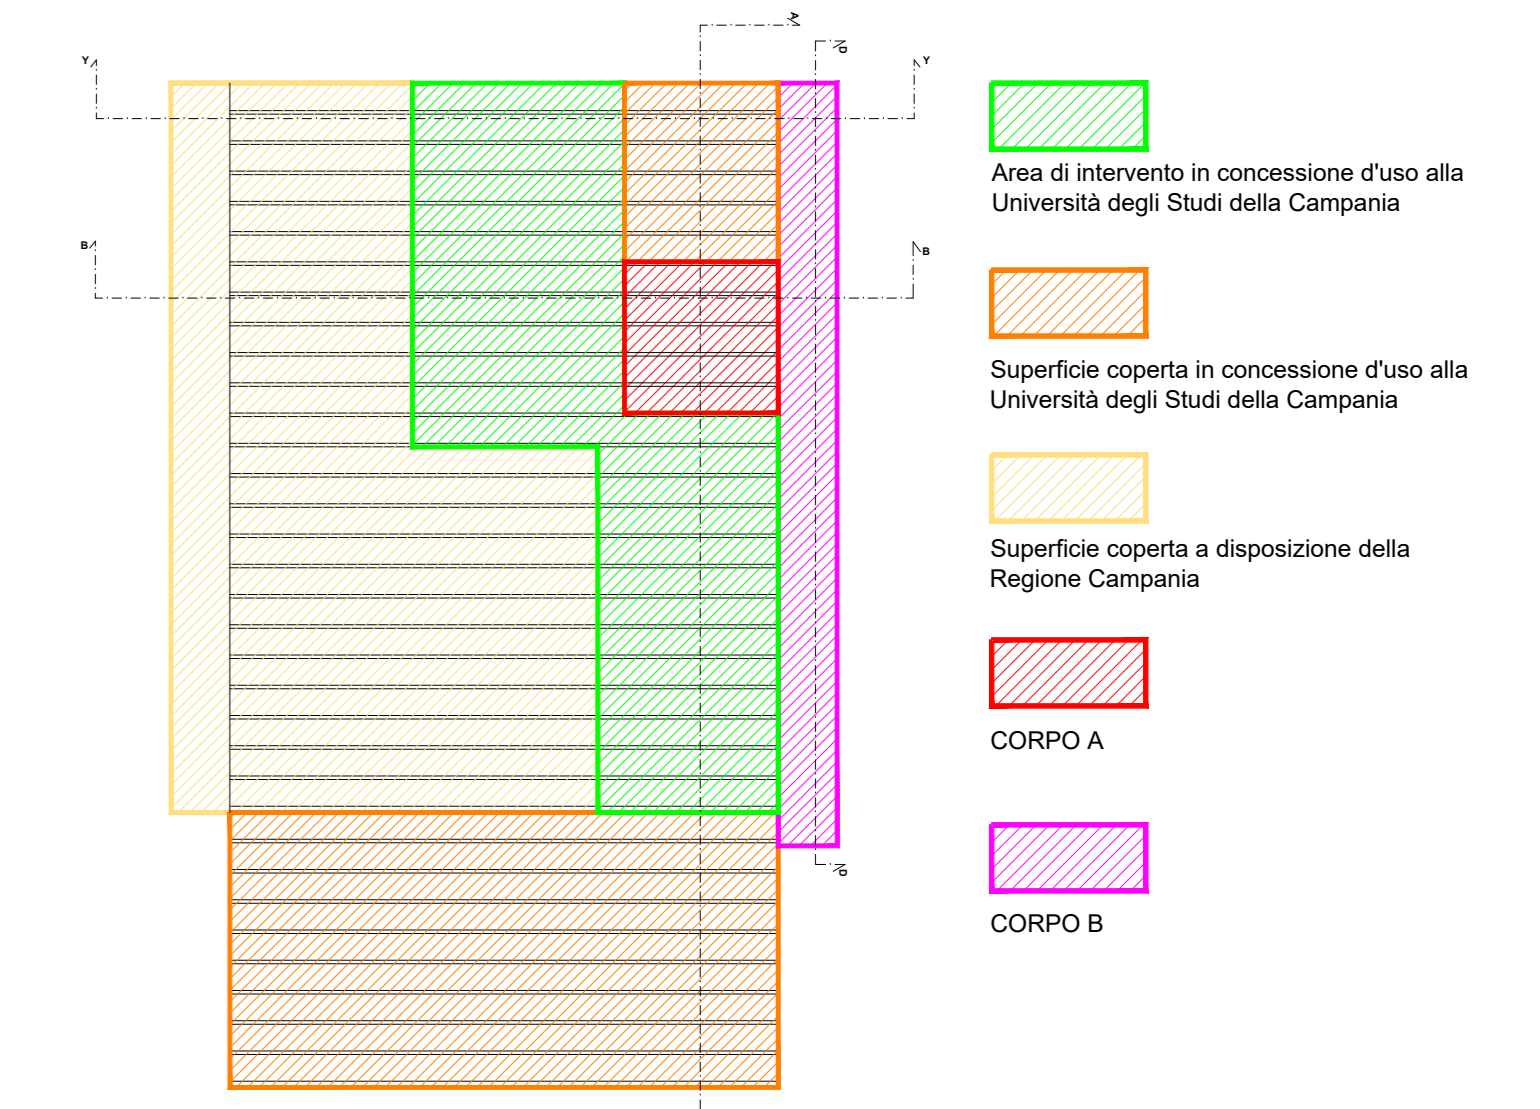 A
D
Y
Y
B
B
D
Area di intervento in concessione d'uso alla
Università degli Studi della Campania
Superficie coperta in concessione d'uso alla
Università degli Studi della Campania
Superficie coperta a disposizione della
Regione Campania
CORPO A
CORPO B